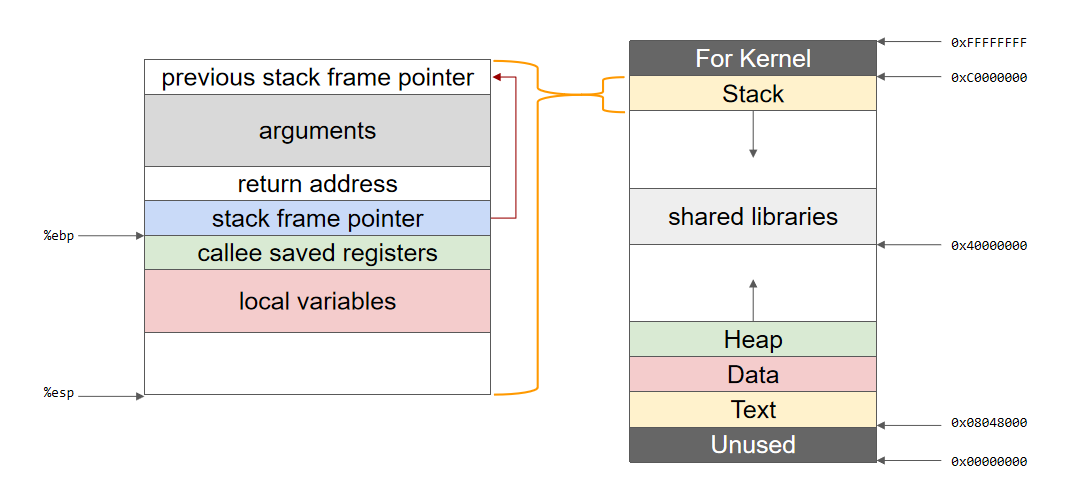 previous stack frame pointer
arguments
return address
stack frame pointer
%ebp
callee saved registers
local variables
%esp
For Kernel
0xFFFFFFFF
0xC0000000
Stack
shared libraries
0x40000000
Heap
Data
Text
0x08048000
Unused
0x00000000